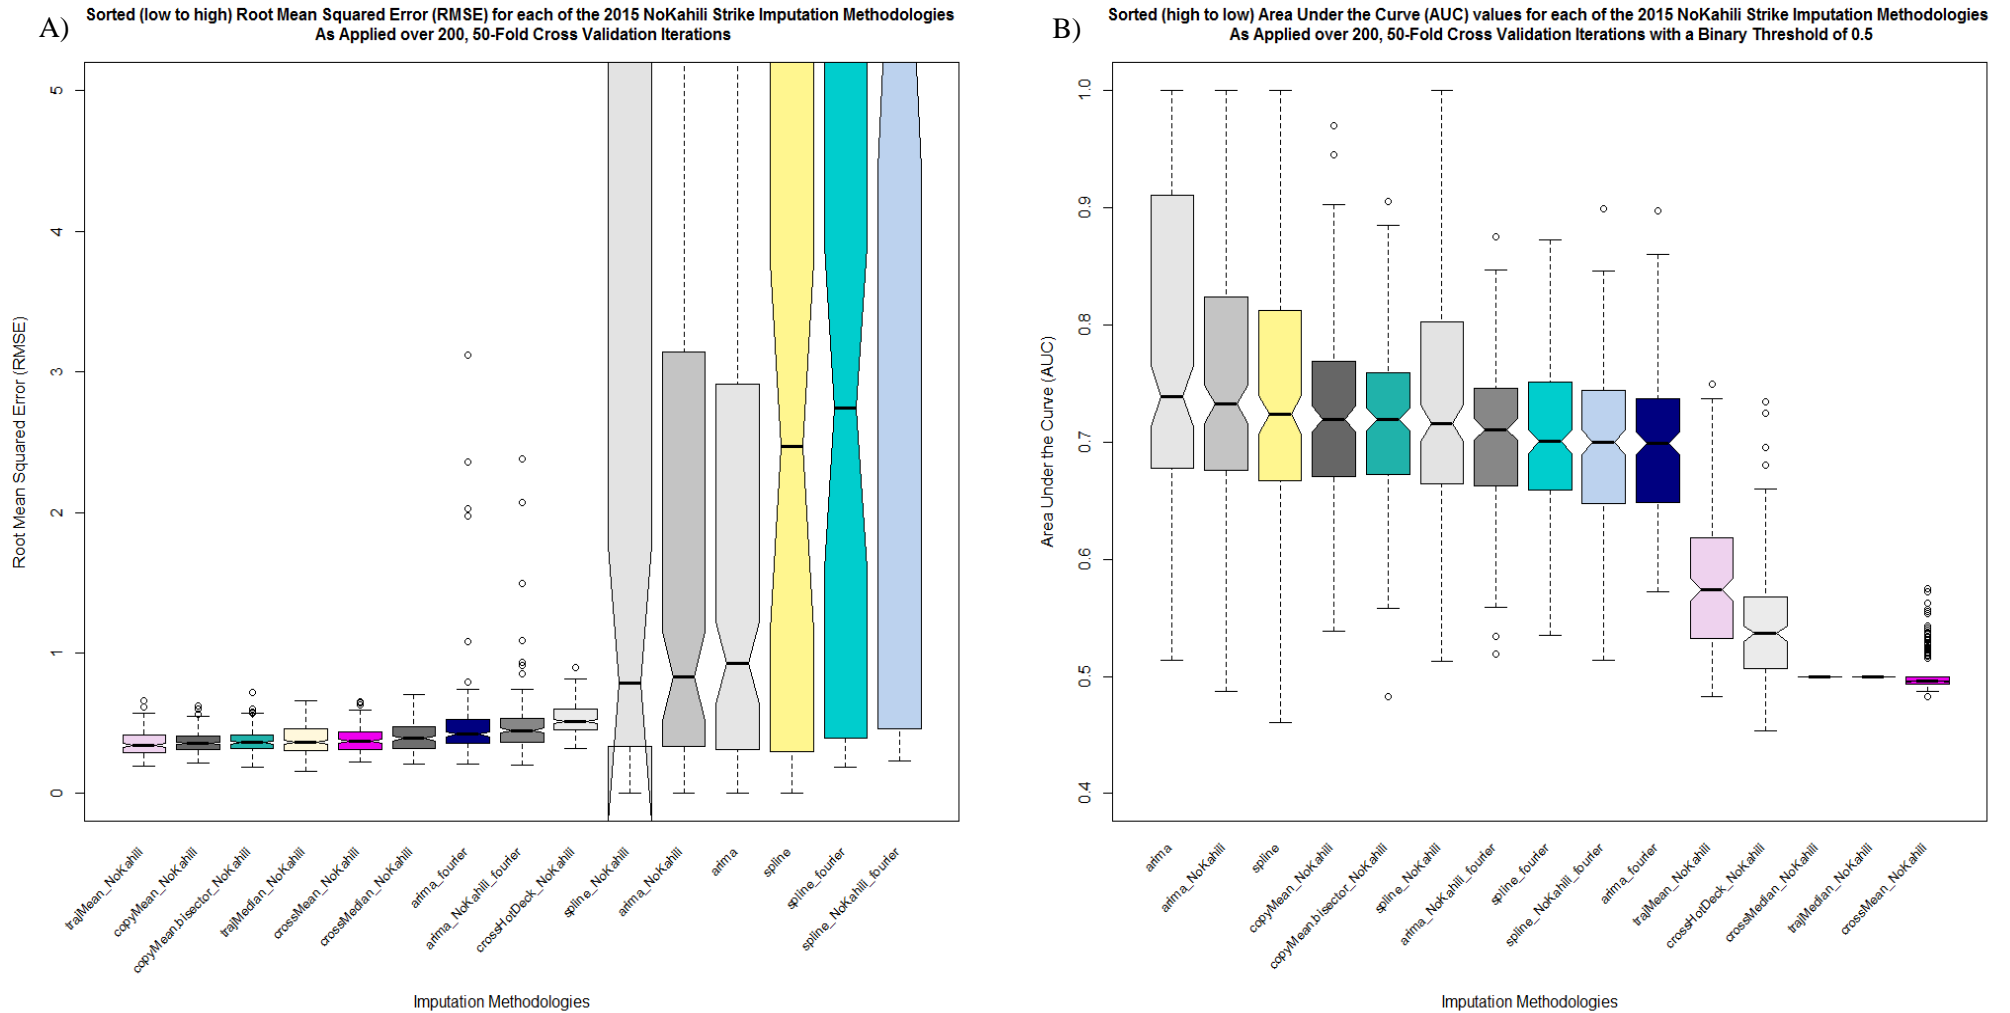 A)
Sorted (low to high) Root Mean Squared Error (RMSE) for each of the 2015 NoKahili Strike Imputation Methodologies
As Applied over 200, 50-Fold Cross Validation Iterations
Root Mean Squared Error (RMSE)
5
4
3
2
1
0
trajMean_NoKahili
copyMean_NoKahili
copyMean.bisector_NoKahili
trajMedian_NoKahili
crossMean_NoKahili
crossMedian_NoKahili
arima_fourier
arima_NoKahili_fourier
crossHotDeck_NoKahili
spline_NoKahili
arima_NoKahili
arima
spline
spline_fourier
spline_NoKahili_fourier
Imputation Methodologies
B)
Sorted (high to low) Area Under the Curve (AUC) values for each of the 2015 NoKahili Strike Imputation Methodologies
As Applied over 200, 50-Fold Cross Validation Iterations with a Binary Threshold of 0.5
Area Under the Curve (AUC)
1.0
0.9
0.8
0.7
0.6
0.5
0.4
arima
arima_NoKahili
spline
copyMean_NoKahili
copyMean.bisector_NoKahili
spline_NoKahili
arima_NoKahili_fourier
spline_fourier
spline_NoKahili_fourier
arima_fourier
trajMean_NoKahili
crossHotDeck_NoKahili
crossMedian_NoKahili
trajMedian_NoKahili
crossMean_NoKahili
Imputation Methodologies